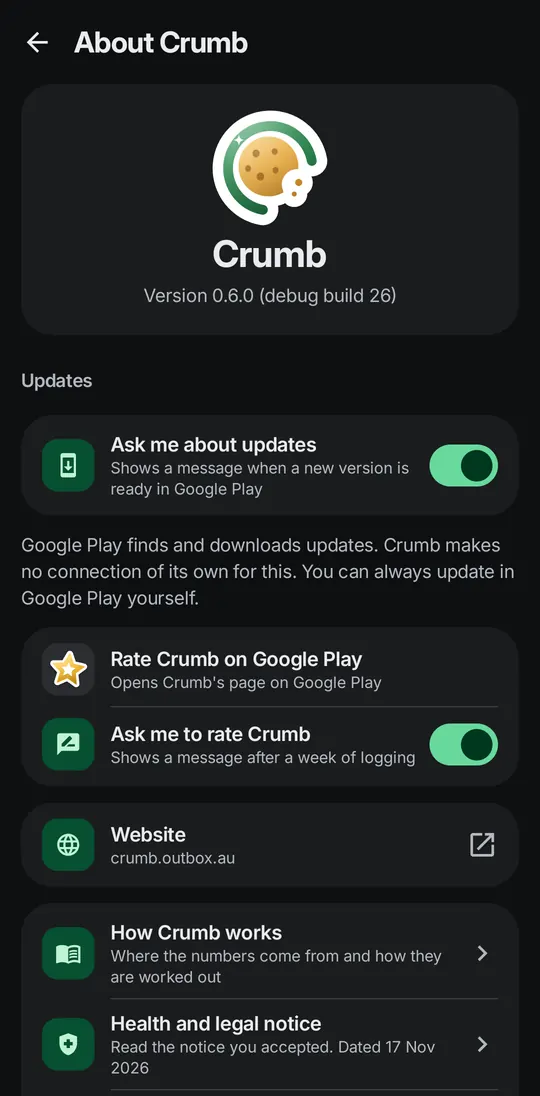 About Crumb
Crumb
Version 0.6.0 (debug build 26)
Updates
Ask me about updates
Shows a message when a new version is
ready in Google Play
Google Play finds and downloads updates. Crumb makes
no connection of its own for this. You can always update in
Google Play yourself.
Rate Crumb on Google Play
Opens Crumb's page on Google Play
Ask me to rate Crumb
Shows a message after a week of logging
Website
crumb.outbox.au
How Crumb works
Where the numbers come from and how they
are worked out
Health and legal notice
Read the notice you accepted. Dated 17 Nov
2026